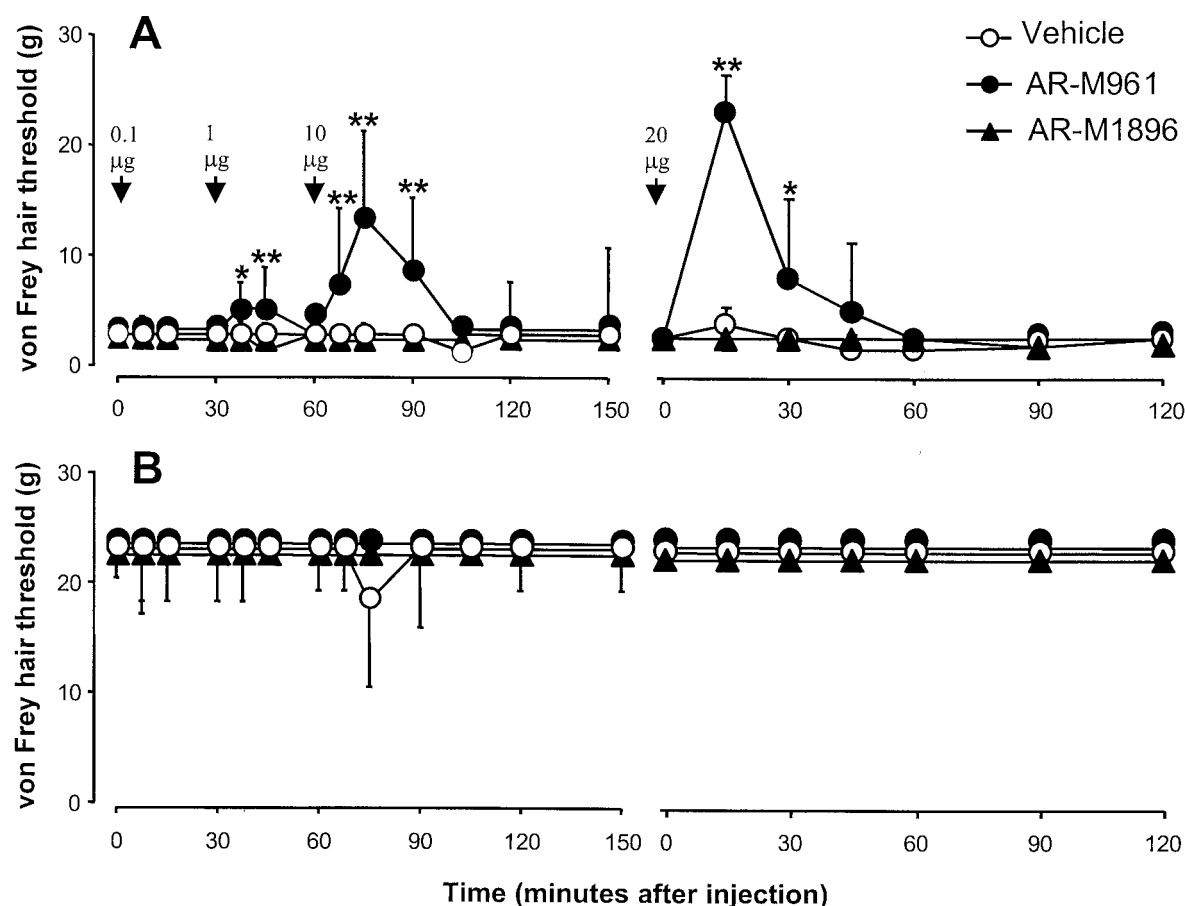 A
von Frey hair threshold (g)
30
20
10
0
0.1
µg
1
µg
10
µg
20
µg
* ** ** ** ** ** *
Vehicle
AR-M961
AR-M1896
0 30 60 90 120 150
0 30 60 90 120
B
von Frey hair threshold (g)
30
20
10
0
0 30 60 90 120 150
0 30 60 90 120
Time (minutes after injection)